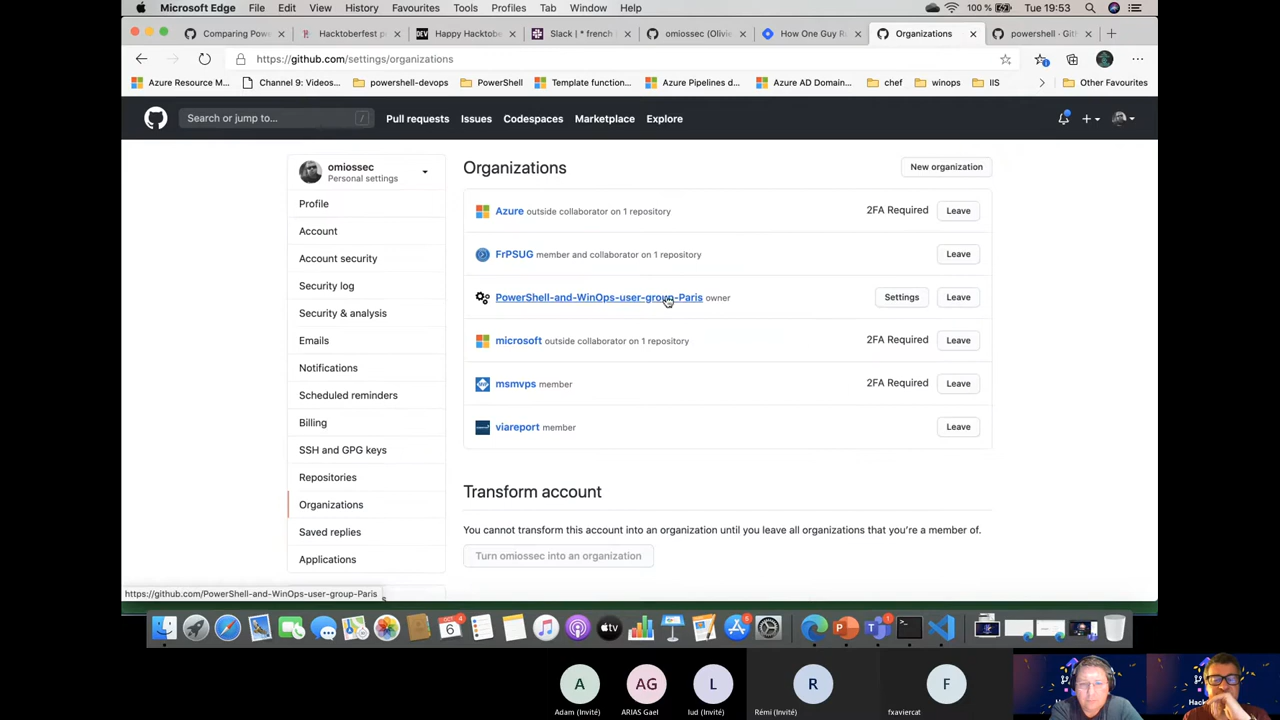 Microsoft Edge File Edit View History Favourites Tools Profiles Tab Window Help 100 % Tue 19:53
Comparing Pow Hacktoberfest p Happy Hacktob Slack | * french omiossec (Olivie How One Guy R Organizations powershell - Git
https://github.com/settings/organizations
Azure Resource M... Channel 9: Videos... powershell-devops PowerShell Template function... Azure Pipelines d... Azure AD Domain... chef winops IIS Other Favourites
Search or jump to... / Pull requests Issues Codespaces Marketplace Explore
omiossec
Personal settings
Profile
Account
Account security
Security log
Security & analysis
Emails
Notifications
Scheduled reminders
Billing
SSH and GPG keys
Repositories
Organizations
Saved replies
Applications
Organizations New organization
Azure outside collaborator on 1 repository 2FA Required Leave
FrPSUG member and collaborator on 1 repository Leave
PowerShell-and-WinOps-user-group-Paris owner Settings Leave
microsoft outside collaborator on 1 repository 2FA Required Leave
msmvps member 2FA Required Leave
viareport member Leave
Transform account
You cannot transform this account into an organization until you leave all organizations that you're a member of.
Turn omiossec into an organization
https://github.com/PowerShell-and-WinOps-user-group-Paris
OCT
6
tv
A AG L R F
Adam (Invité) ARIAS Gael lud (Invité) Rémi (Invité) fxaviercat